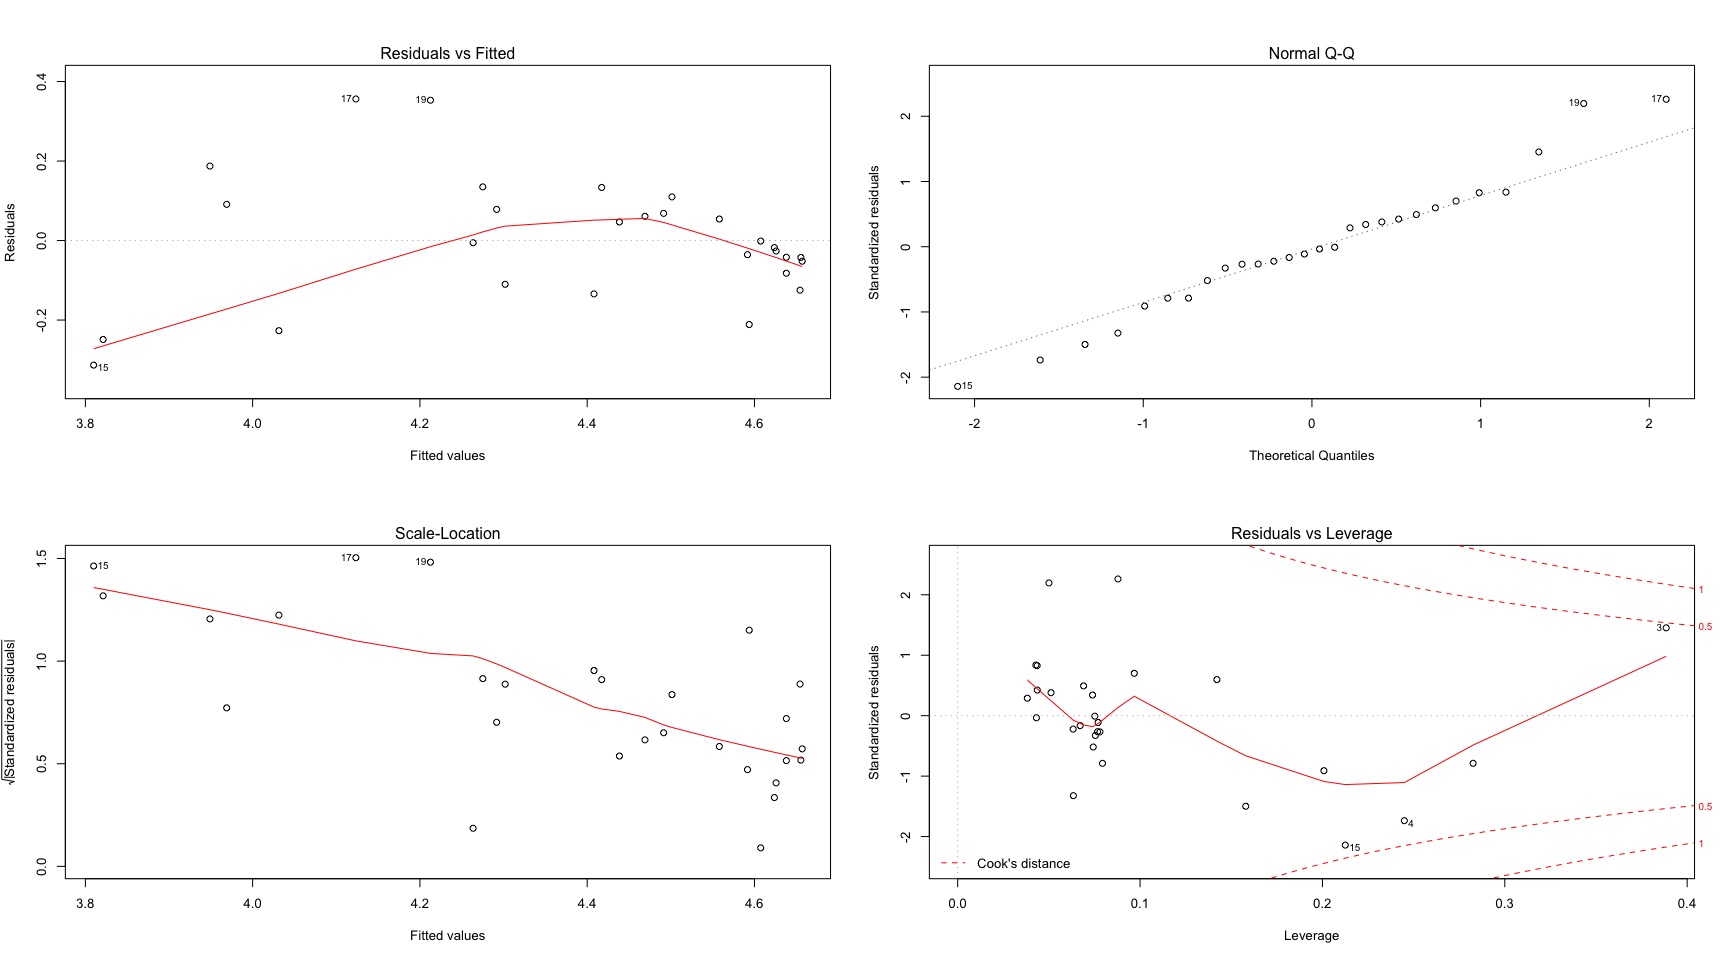 Residuals vs Fitted
Residuals
0.4
0.2
0.0
-0.2
17
19
15
3.8 4.0 4.2 4.4 4.6
Fitted values
Normal Q-Q
Standardized residuals
2
1
0
-1
-2
19
17
15
-2 -1 0 1 2
Theoretical Quantiles
Scale-Location
√|Standardized residuals|
1.5
1.0
0.5
0.0
15
17
19
3.8 4.0 4.2 4.4 4.6
Fitted values
Residuals vs Leverage
Standardized residuals
2
1
0
-1
-2
1
0.5
3
0.5
1
4
15
Cook's distance
0.0 0.1 0.2 0.3 0.4
Leverage